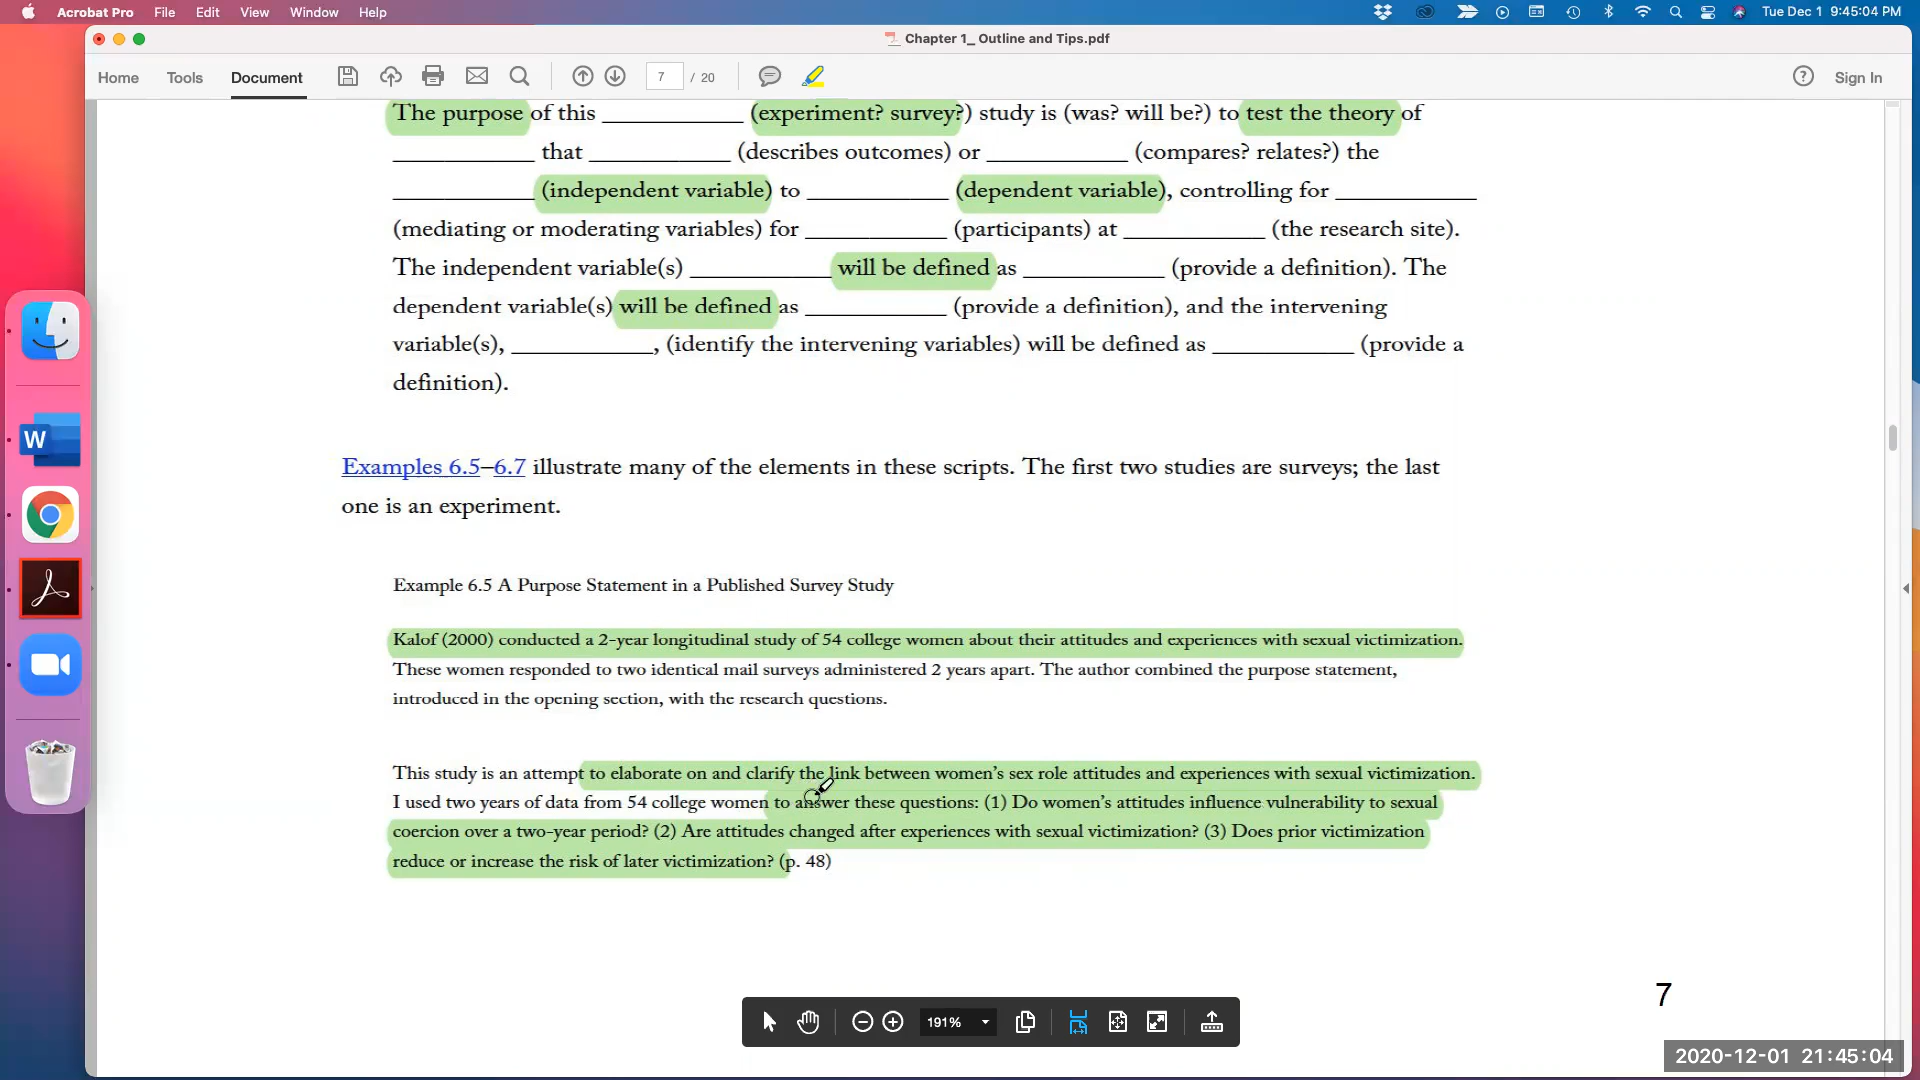 Acrobat Pro File Edit View Window Help Tue Dec 1 9:45:04 PM
Chapter 1_ Outline and Tips.pdf
Home Tools Document 7 / 20 Sign In
The purpose of this ___________ (experiment? survey?) study is (was? will be?) to test the theory of
___________ that ___________ (describes outcomes) or ___________ (compares? relates?) the
___________ (independent variable) to ___________ (dependent variable), controlling for ___________
(mediating or moderating variables) for ___________ (participants) at ___________ (the research site).
The independent variable(s) ___________ will be defined as ___________ (provide a definition). The
dependent variable(s) will be defined as ___________ (provide a definition), and the intervening
variable(s), ___________, (identify the intervening variables) will be defined as ___________ (provide a
definition).
Examples 6.5–6.7 illustrate many of the elements in these scripts. The first two studies are surveys; the last
one is an experiment.
Example 6.5 A Purpose Statement in a Published Survey Study
Kalof (2000) conducted a 2-year longitudinal study of 54 college women about their attitudes and experiences with sexual victimization.
These women responded to two identical mail surveys administered 2 years apart. The author combined the purpose statement,
introduced in the opening section, with the research questions.
This study is an attempt to elaborate on and clarify the link between women's sex role attitudes and experiences with sexual victimization.
I used two years of data from 54 college women to answer these questions: (1) Do women's attitudes influence vulnerability to sexual
coercion over a two-year period? (2) Are attitudes changed after experiences with sexual victimization? (3) Does prior victimization
reduce or increase the risk of later victimization? (p. 48)
7
191%
2020-12-01 21:45:04
W